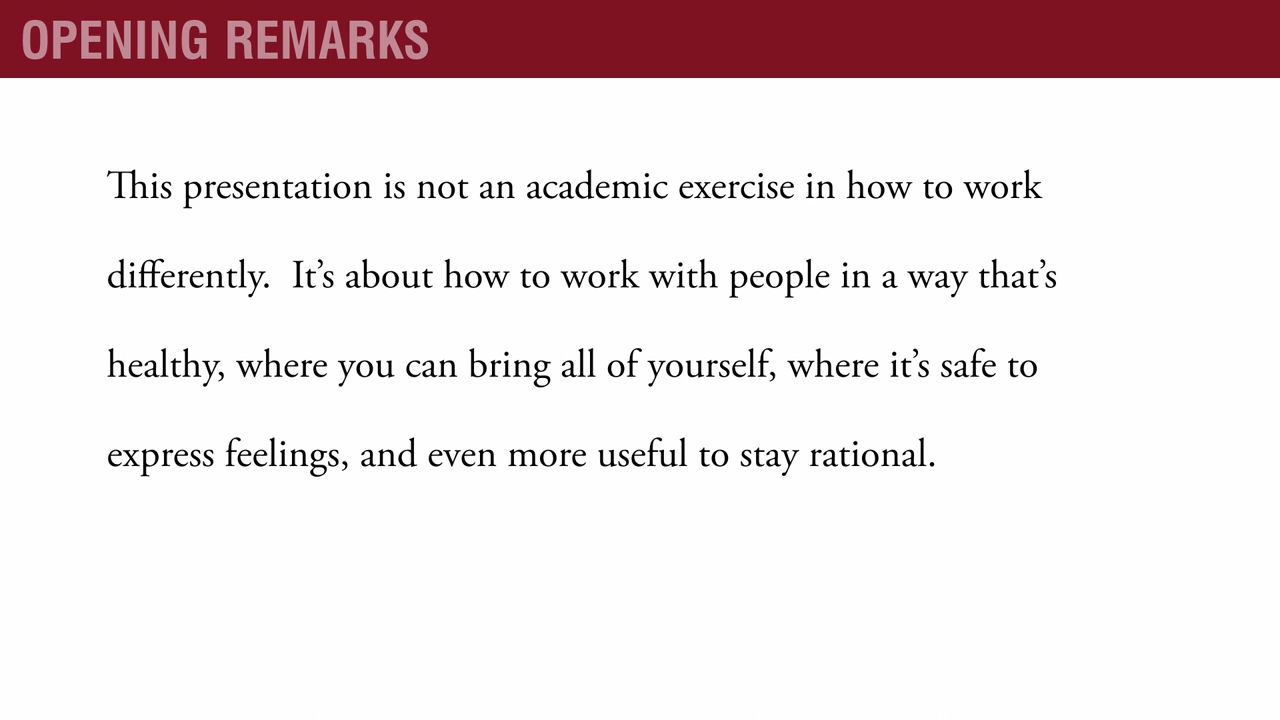 OPENING REMARKS
This presentation is not an academic exercise in how to work
differently.  It’s about how to work with people in a way that’s
healthy, where you can bring all of yourself, where it’s safe to
express feelings, and even more useful to stay rational.